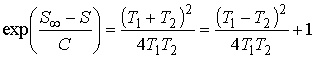 exp((S∞ − S)/C) = (T₁ + T₂)²/(4T₁T₂) = (T₁ − T₂)²/(4T₁T₂) + 1